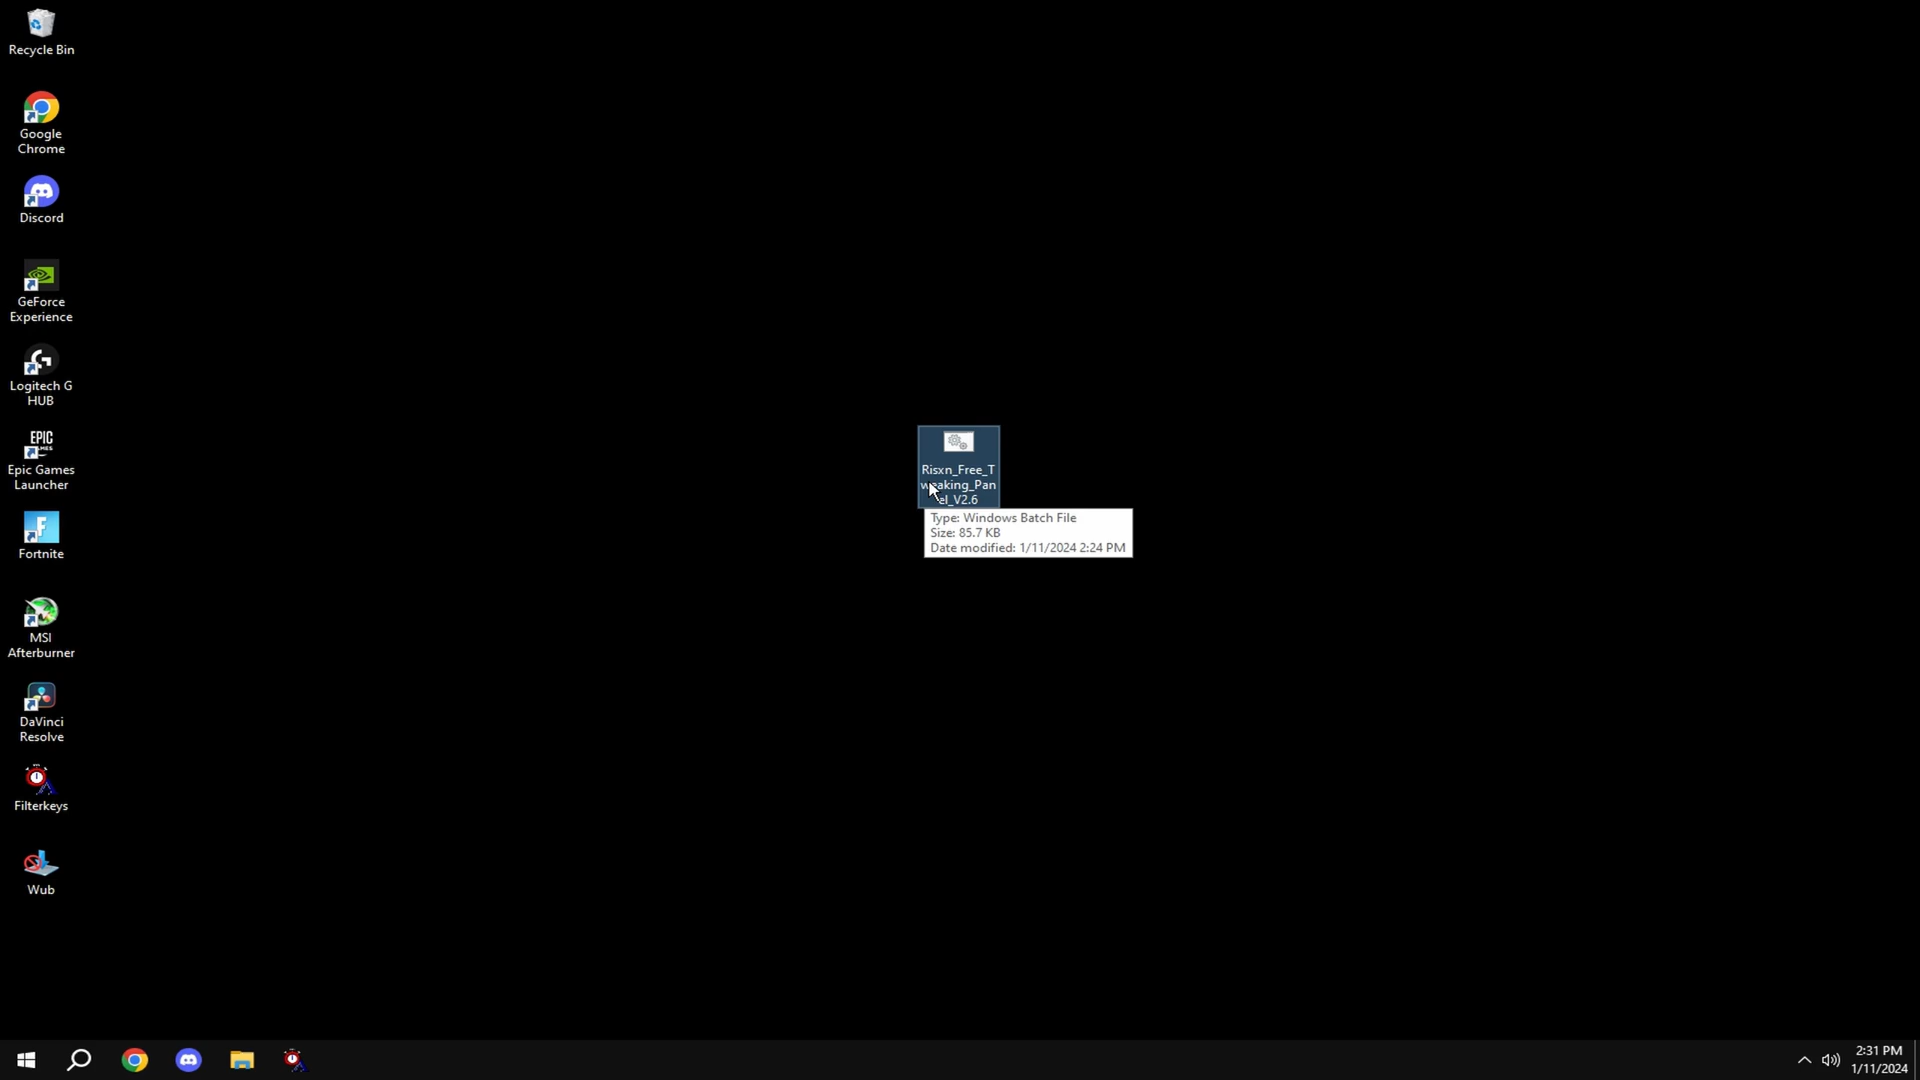 Recycle Bin
Google
Chrome
Discord
GeForce
Experience
Logitech G
HUB
EPIC
GAMES
Epic Games
Launcher
Fortnite
MSI
Afterburner
DaVinci
Resolve
Filterkeys
Wub
Risxn_Free_T
weaking_Pan
el_V2.6
Type: Windows Batch File
Size: 85.7 KB
Date modified: 1/11/2024 2:24 PM
2:31 PM
1/11/2024